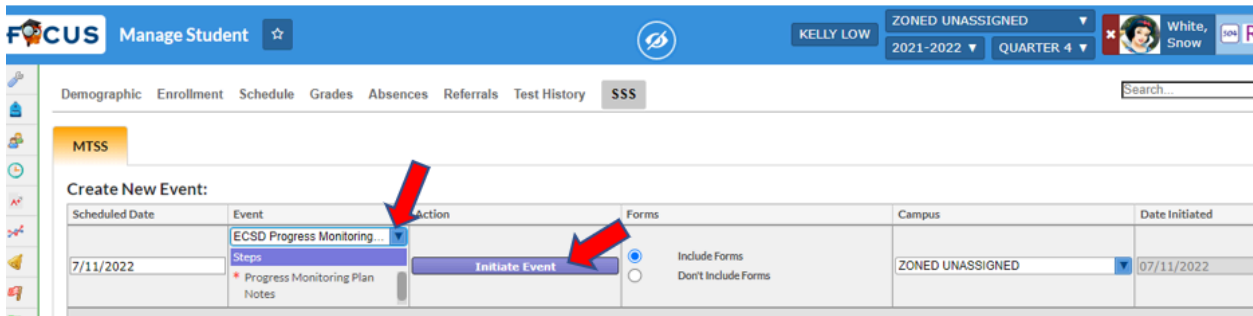 FOCUS Manage Student KELLY LOW ZONED UNASSIGNED White, Snow 504
2021-2022 QUARTER 4
Demographic Enrollment Schedule Grades Absences Referrals Test History SSS Search...
MTSS
Create New Event:
Scheduled Date Event Action Forms Campus Date Initiated
ECSD Progress Monitoring...
Steps
7/11/2022 * Progress Monitoring Plan Notes Initiate Event Include Forms Don't Include Forms ZONED UNASSIGNED 07/11/2022